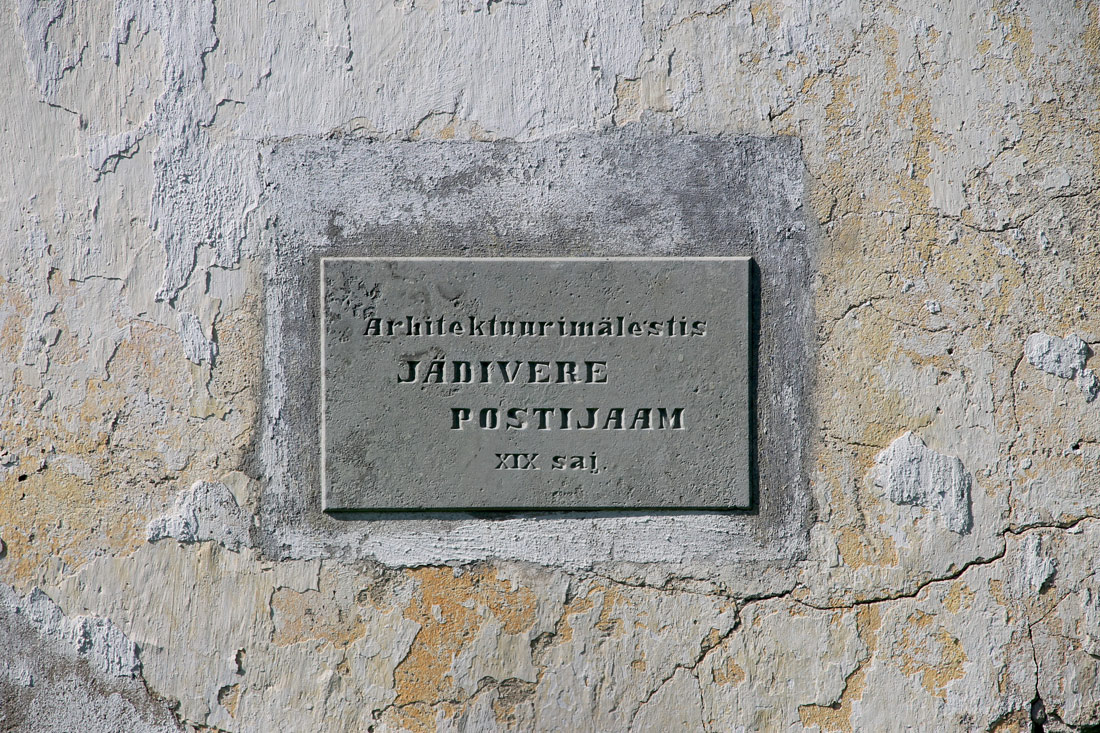 Arhitektuurimälestis
JÄDIVERE
POSTIJAAM
XIX saj.